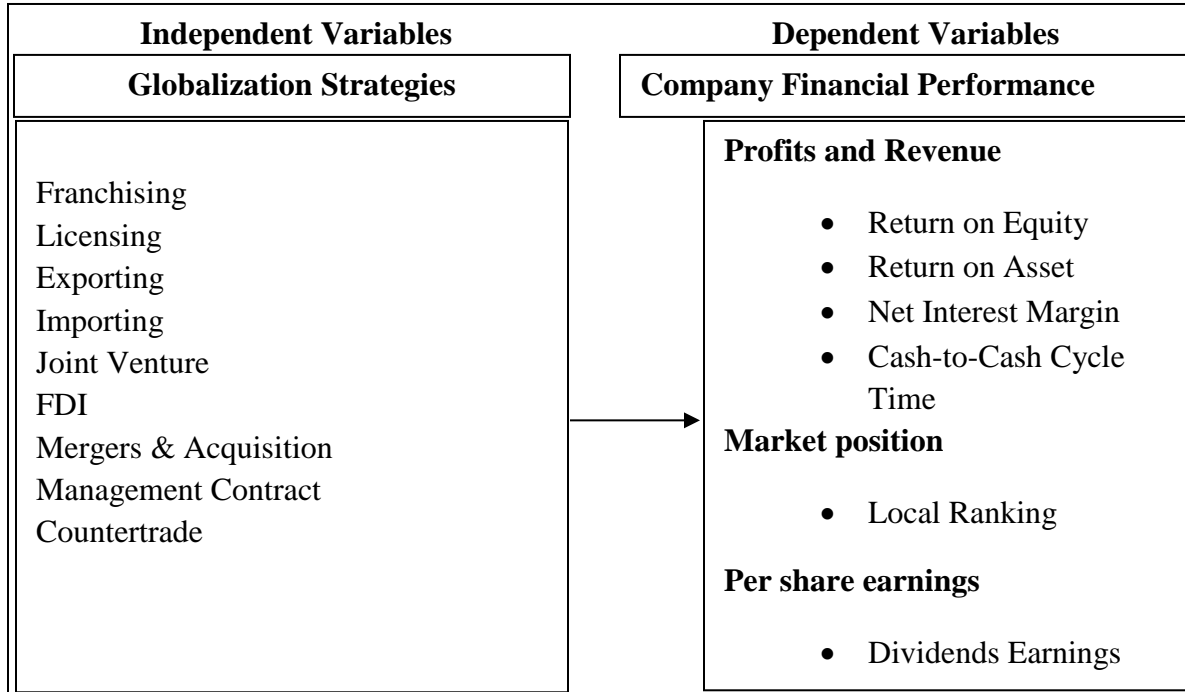 Independent Variables
Globalization Strategies
Franchising
Licensing
Exporting
Importing
Joint Venture
FDI
Mergers & Acquisition
Management Contract
Countertrade
Dependent Variables
Company Financial Performance
Profits and Revenue
• Return on Equity
• Return on Asset
• Net Interest Margin
• Cash-to-Cash Cycle
Time
Market position
• Local Ranking
Per share earnings
• Dividends Earnings